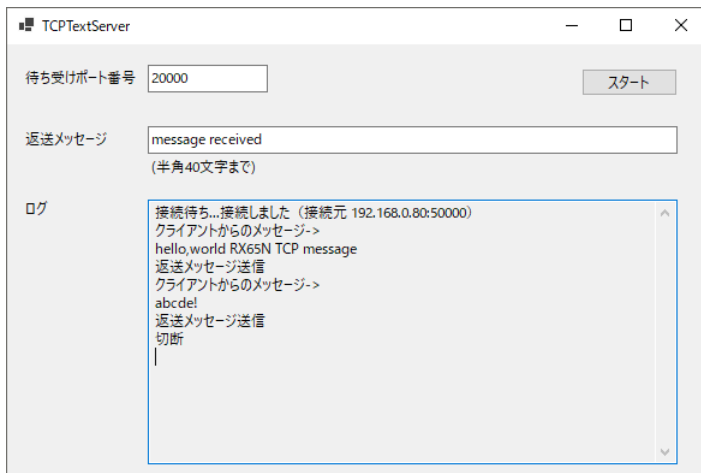 TCPTextServer
待ち受けポート番号 20000 スタート
返送メッセージ message received
(半角40文字まで)
ログ
接続待ち...接続しました（接続元 192.168.0.80:50000）
クライアントからのメッセージ->
hello,world RX65N TCP message
返送メッセージ送信
クライアントからのメッセージ->
abcde!
返送メッセージ送信
切断